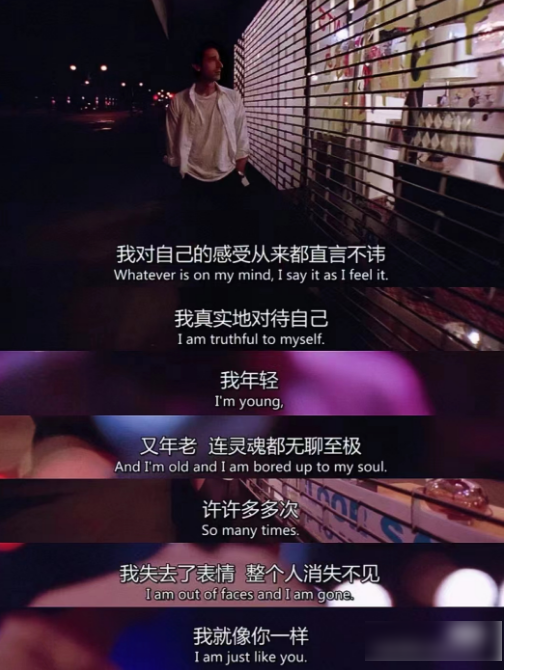 我对自己的感受从来都直言不讳
Whatever is on my mind, I say it as I feel it.
我真实地对待自己
I am truthful to myself.
我年轻
I'm young,
又年老 连灵魂都无聊至极
And I'm old and I am bored up to my soul.
许许多多次
So many times.
我失去了表情 整个人消失不见
I am out of faces and I am gone.
我就像你一样
I am just like you.